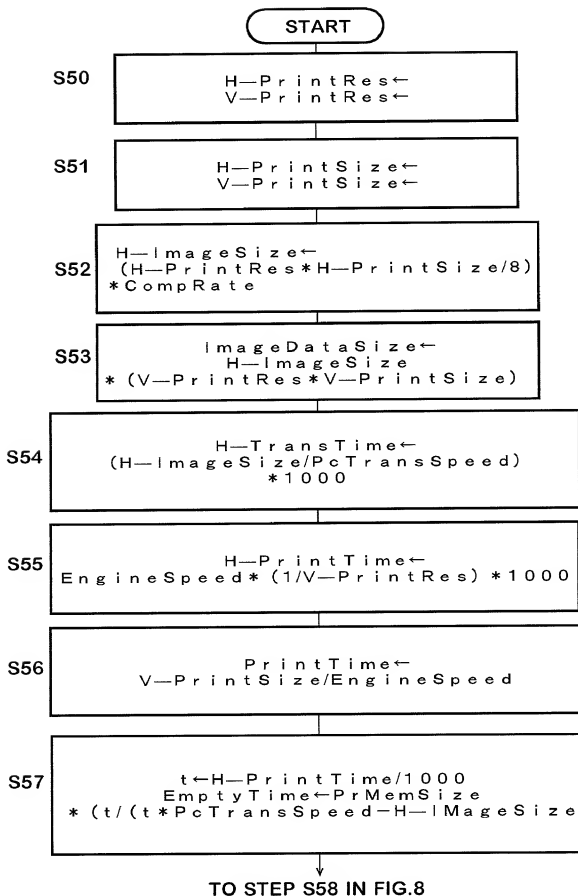 START
S50
H—PrintRes←
V—PrintRes←
S51
H—PrintSize←
V—PrintSize←
S52
H—ImageSize←
(H—PrintRes*H—PrintSize/8)
*CompRate
S53
ImageDataSize←
H—ImageSize
*(V—PrintRes*V—PrintSize)
S54
H—TransTime←
(H—ImageSize/PcTransSpeed)
*1000
S55
H—PrintTime←
EngineSpeed*(1/V—PrintRes)*1000
S56
PrintTime←
V—PrintSize/EngineSpeed
S57
t←H—PrintTime/1000
EmptyTime←PrMemSize
*(t/(t*PcTransSpeed—H—IMageSize
TO STEP S58 IN FIG.8